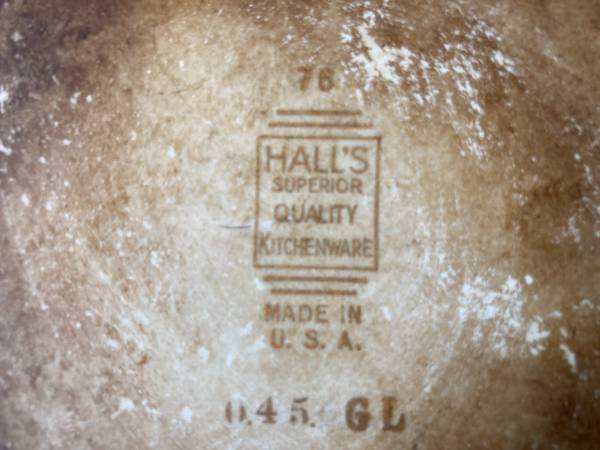 76
HALL'S
SUPERIOR
QUALITY
KITCHENWARE
MADE IN
U. S. A.
0.45. GL